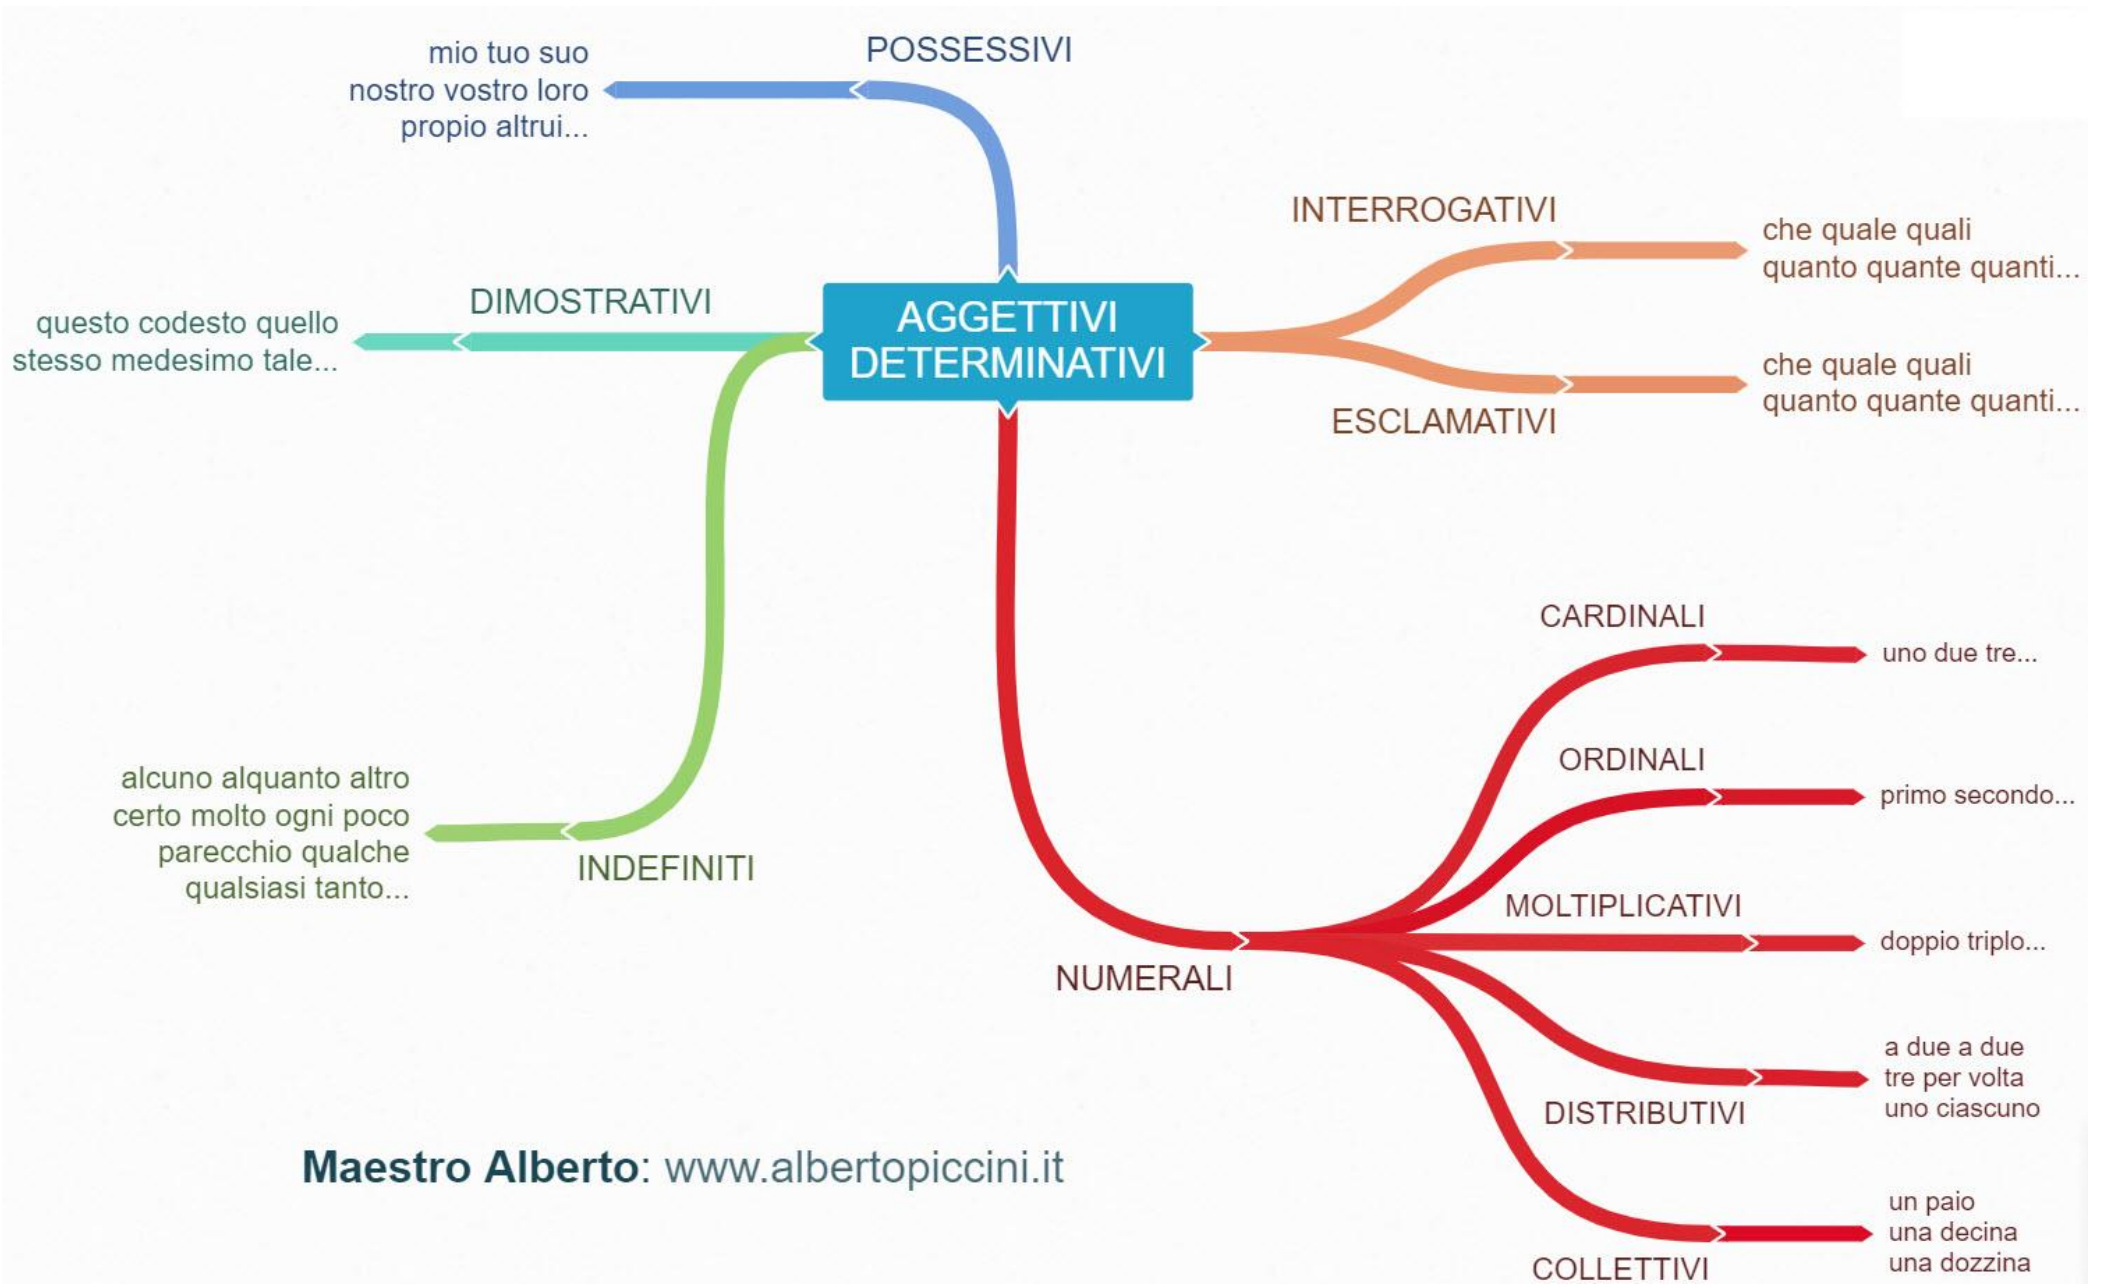 POSSESSIVI
mio tuo suo
nostro vostro loro
propio altrui...
DIMOSTRATIVI
questo codesto quello
stesso medesimo tale...
AGGETTIVI
DETERMINATIVI
INTERROGATIVI
che quale quali
quanto quante quanti...
ESCLAMATIVI
che quale quali
quanto quante quanti...
INDEFINITI
alcuno alquanto altro
certo molto ogni poco
parecchio qualche
qualsiasi tanto...
NUMERALI
CARDINALI
uno due tre...
ORDINALI
primo secondo...
MOLTIPLICATIVI
doppio triplo...
DISTRIBUTIVI
a due a due
tre per volta
uno ciascuno
COLLETTIVI
un paio
una decina
una dozzina
Maestro Alberto: www.albertopiccini.it